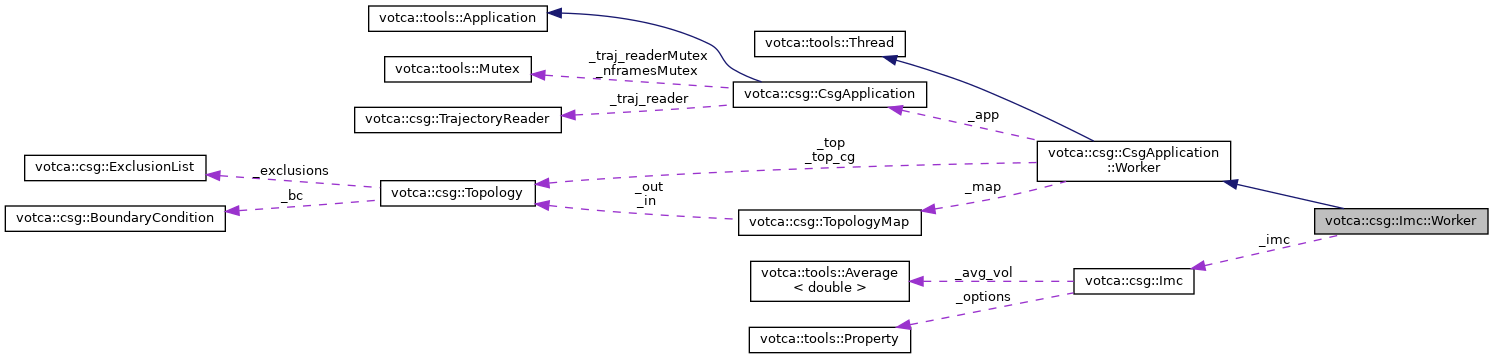 votca::tools::Application
votca::tools::Thread
_traj_readerMutex
_nframesMutex
votca::tools::Mutex
votca::csg::CsgApplication
_traj_reader
votca::csg::TrajectoryReader
_app
_top
_top_cg
votca::csg::CsgApplication
::Worker
votca::csg::ExclusionList
_exclusions
votca::csg::Topology
_out
_in
_map
_bc
votca::csg::BoundaryCondition
votca::csg::TopologyMap
votca::csg::Imc::Worker
_imc
votca::tools::Average
< double >
_avg_vol
votca::csg::Imc
_options
votca::tools::Property